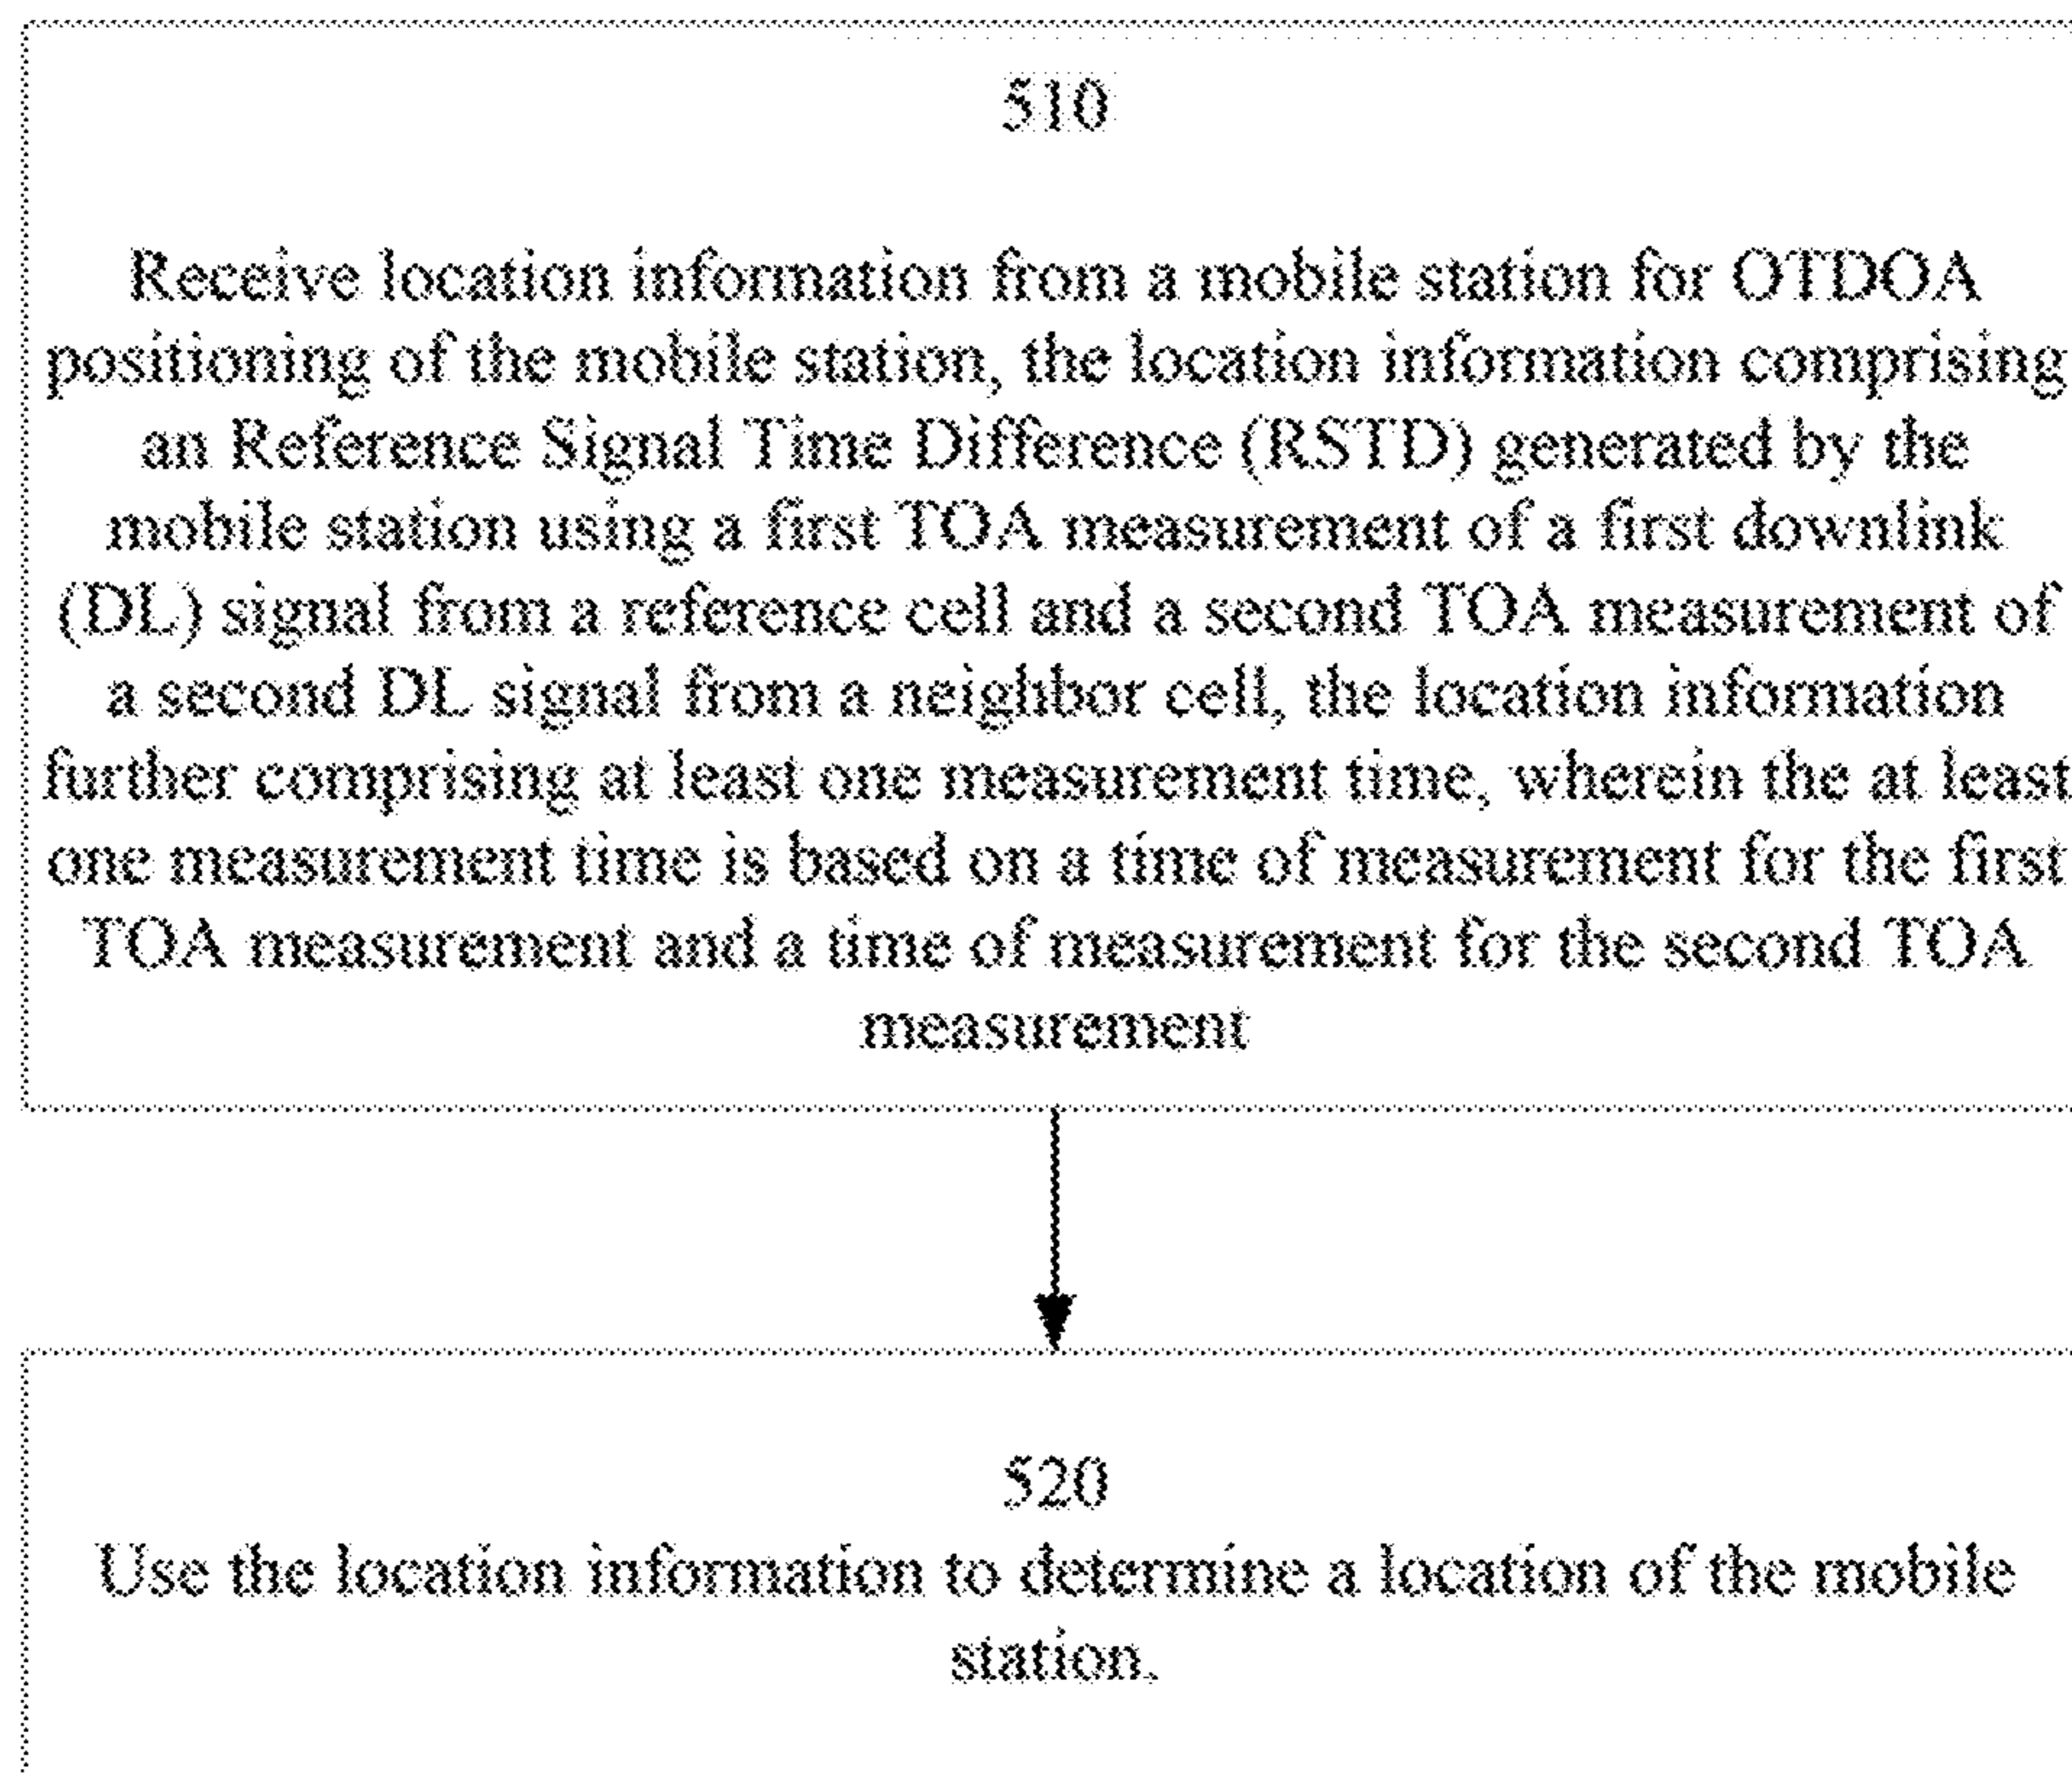 510
Receive location information from a mobile station for OTDOA
positioning of the mobile station, the location information comprising
an Reference Signal Time Difference (RSTD) generated by the
mobile station using a first TOA measurement of a first downlink
(DL) signal from a reference cell and a second TOA measurement of
a second DL signal from a neighbor cell, the location information
further comprising at least one measurement time, wherein the at least
one measurement time is based on a time of measurement for the first
TOA measurement and a time of measurement for the second TOA
measurement
520
Use the location information to determine a location of the mobile
station.